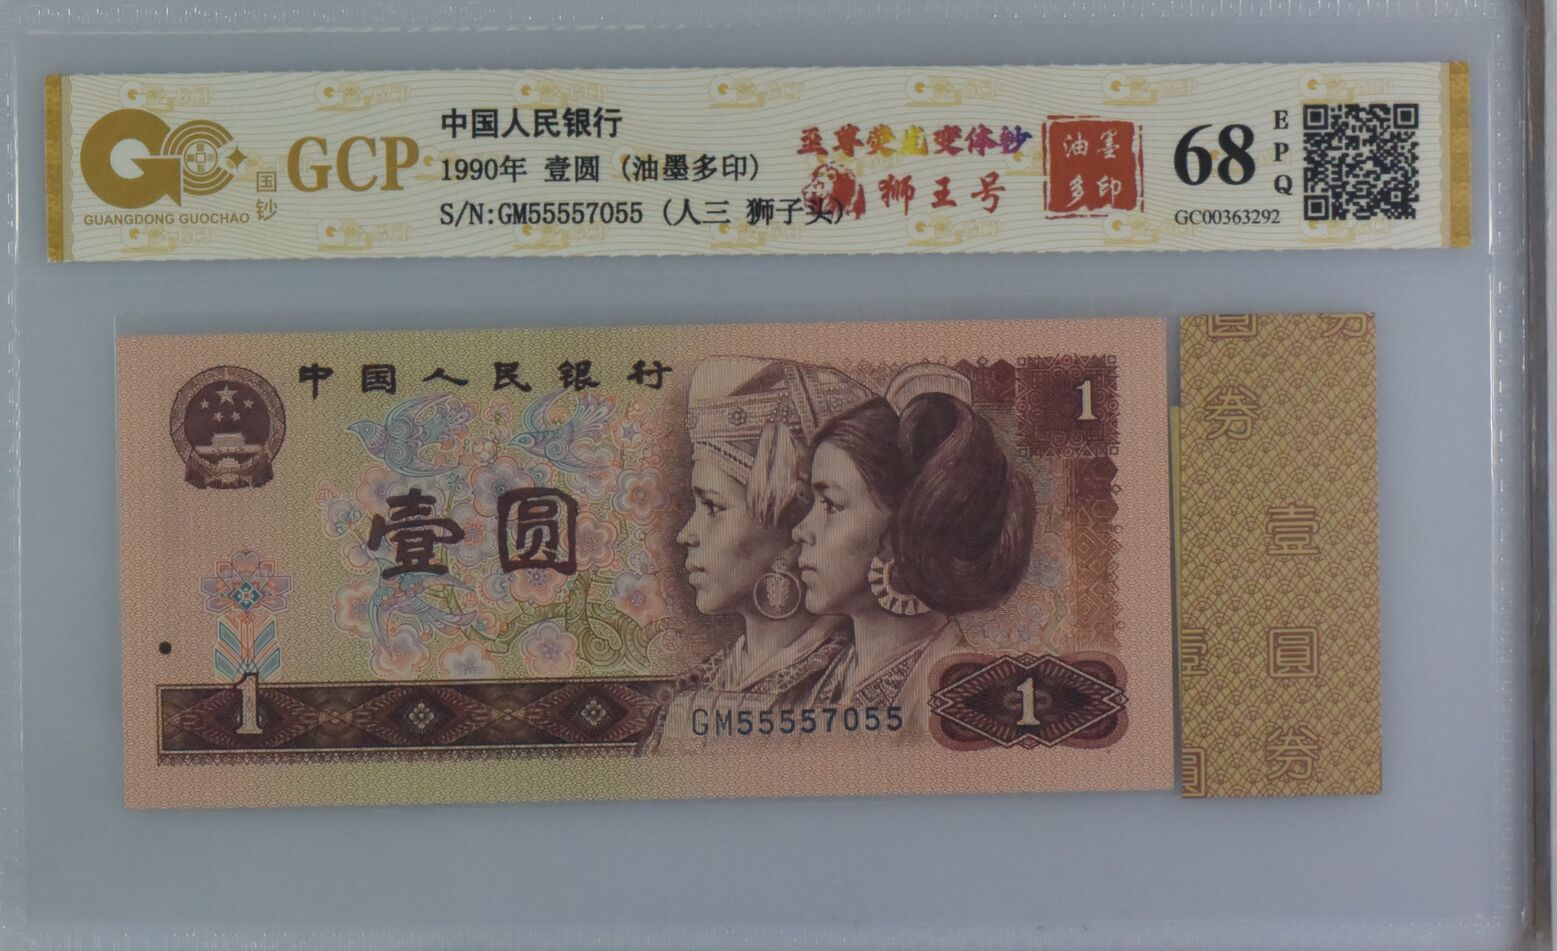 GCP
国钞
GUANGDONG GUOCHAO
中国人民银行
1990年 壹圆 (油墨多印)
S/N:GM55557055 (人三 狮子头)
至尊荧光变体钞
狮王号
油墨
多印
68
EPQ
GC00363292
中国人民银行
壹圆
1
1
GM55557055
1
圆 券
券
壹
圆
券
壹
圆